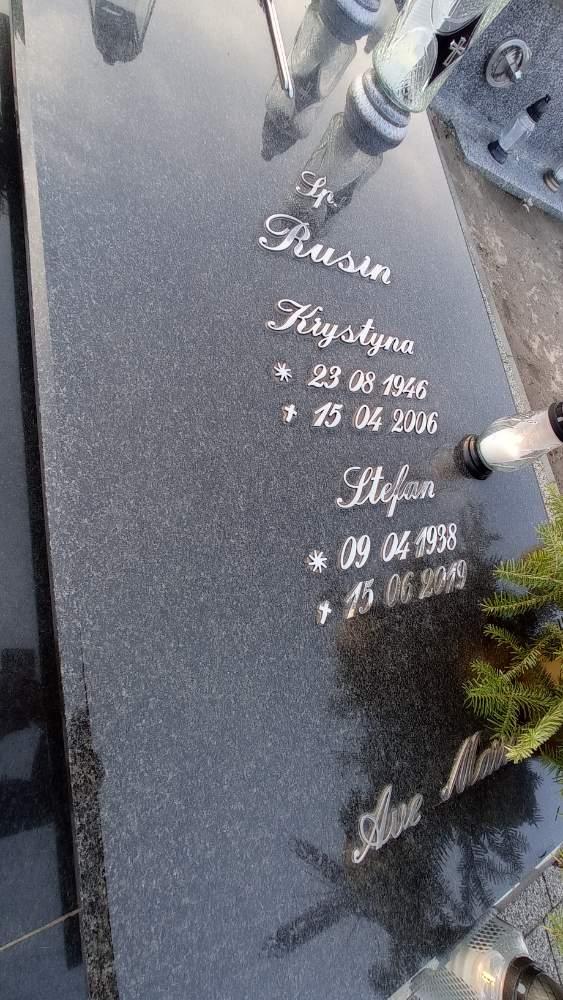 Śp.
Rusin
Krystyna
* 23 08 1946
✝ 15 04 2006
Stefan
* 09 04 1938
✝ 15 06 2019
Ave